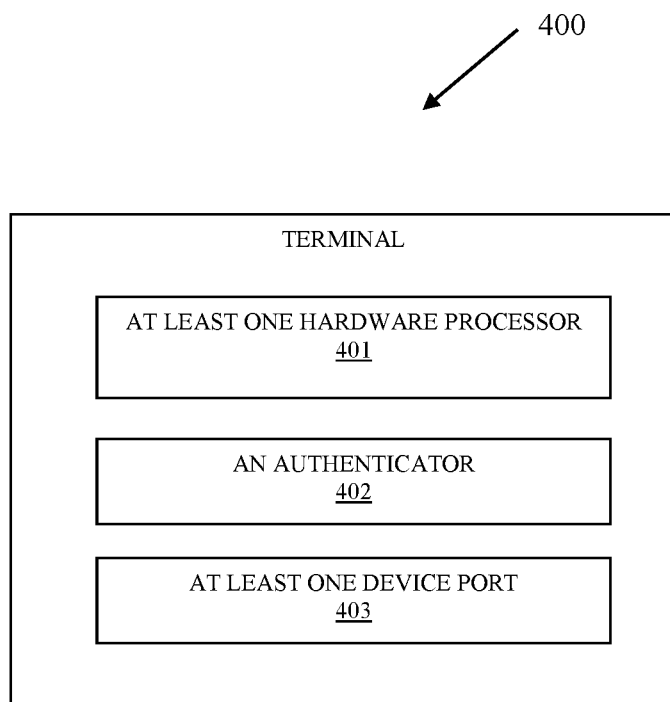 400
TERMINAL
AT LEAST ONE HARDWARE PROCESSOR
401
AN AUTHENTICATOR
402
AT LEAST ONE DEVICE PORT
403